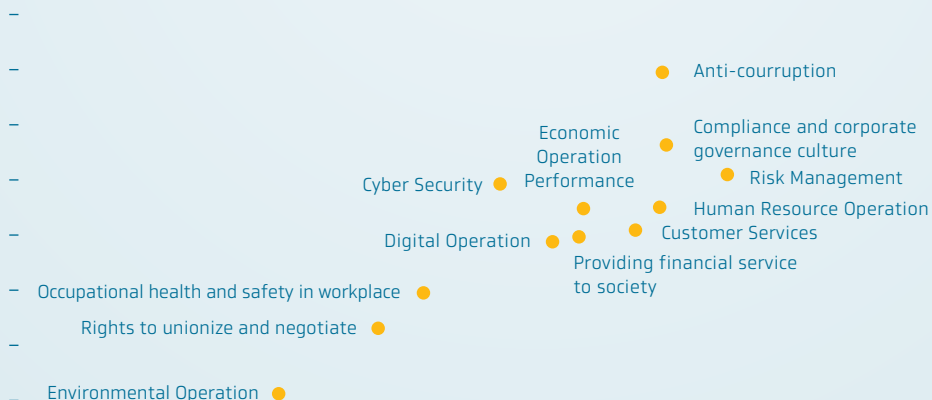 Anti-courruption
Compliance and corporate
governance culture
Economic
Operation
Performance
Risk Management
Cyber Security
Human Resource Operation
Customer Services
Digital Operation
Providing financial service
to society
Occupational health and safety in workplace
Rights to unionize and negotiate
Environmental Operation